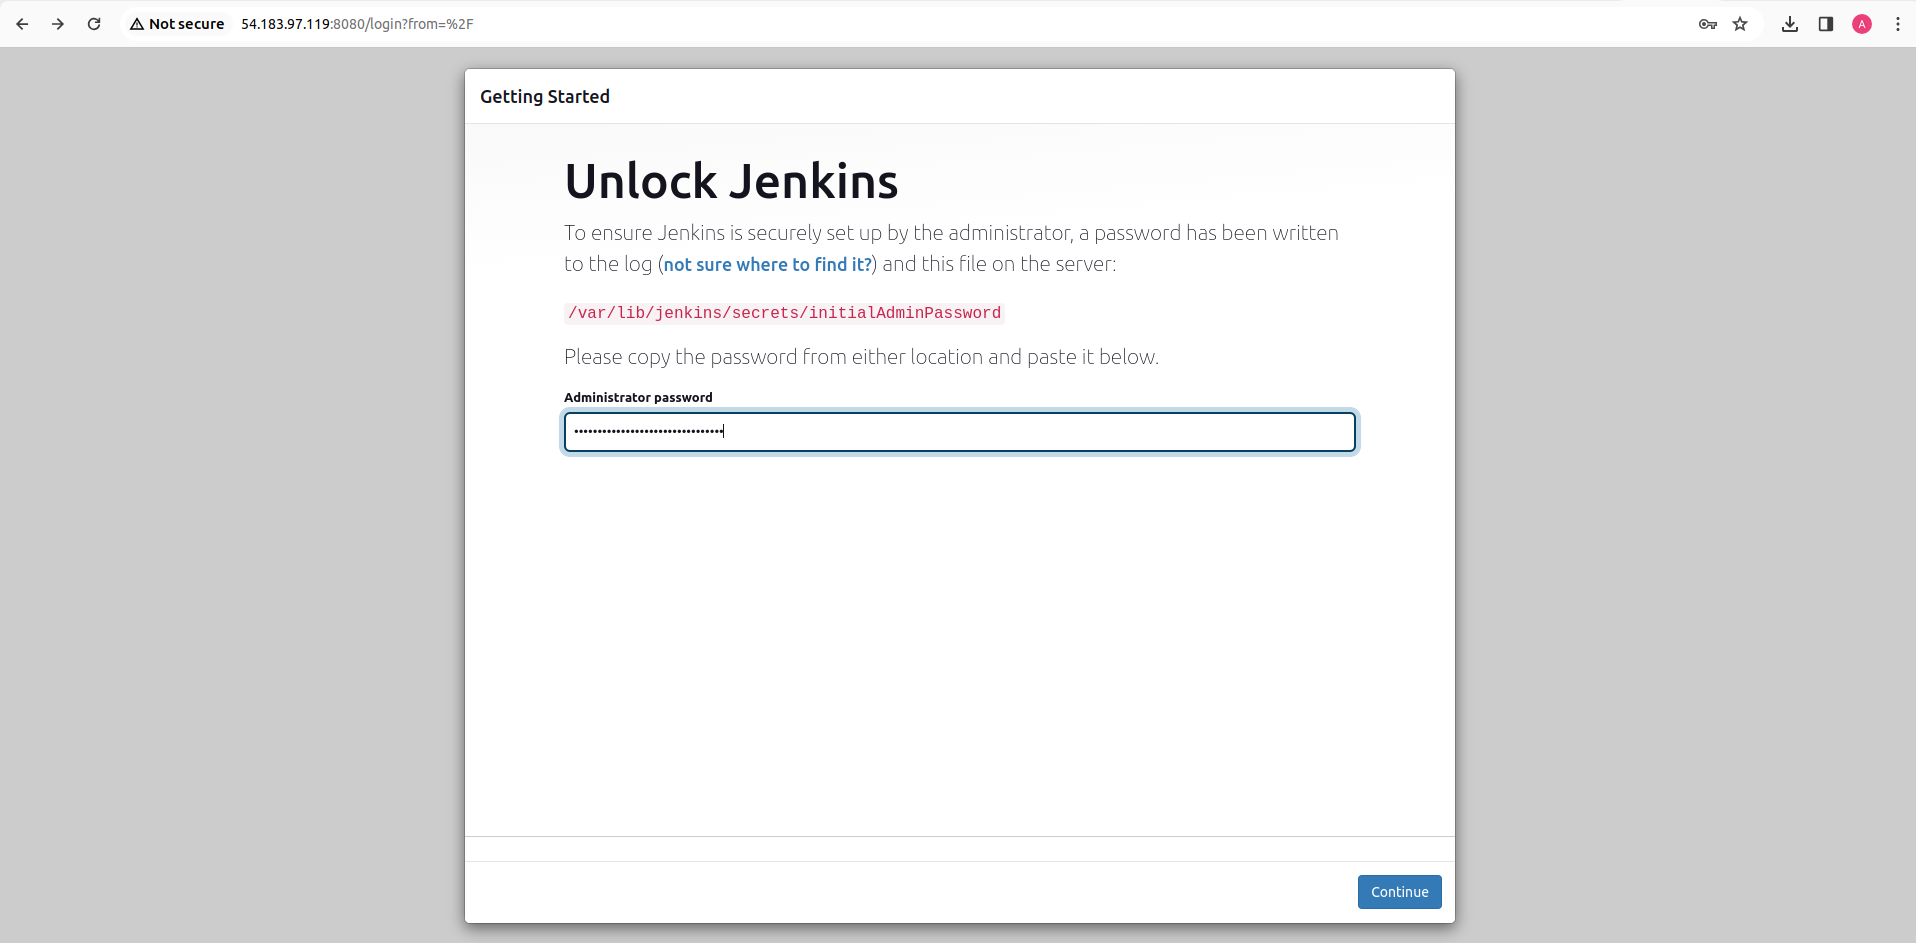 Not secure 54.183.97.119:8080/login?from=%2F
A
Getting Started
Unlock Jenkins
To ensure Jenkins is securely set up by the administrator, a password has been written
to the log (not sure where to find it?) and this file on the server:
/var/lib/jenkins/secrets/initialAdminPassword
Please copy the password from either location and paste it below.
Administrator password
••••••••••••••••••••••••••••••••
Continue